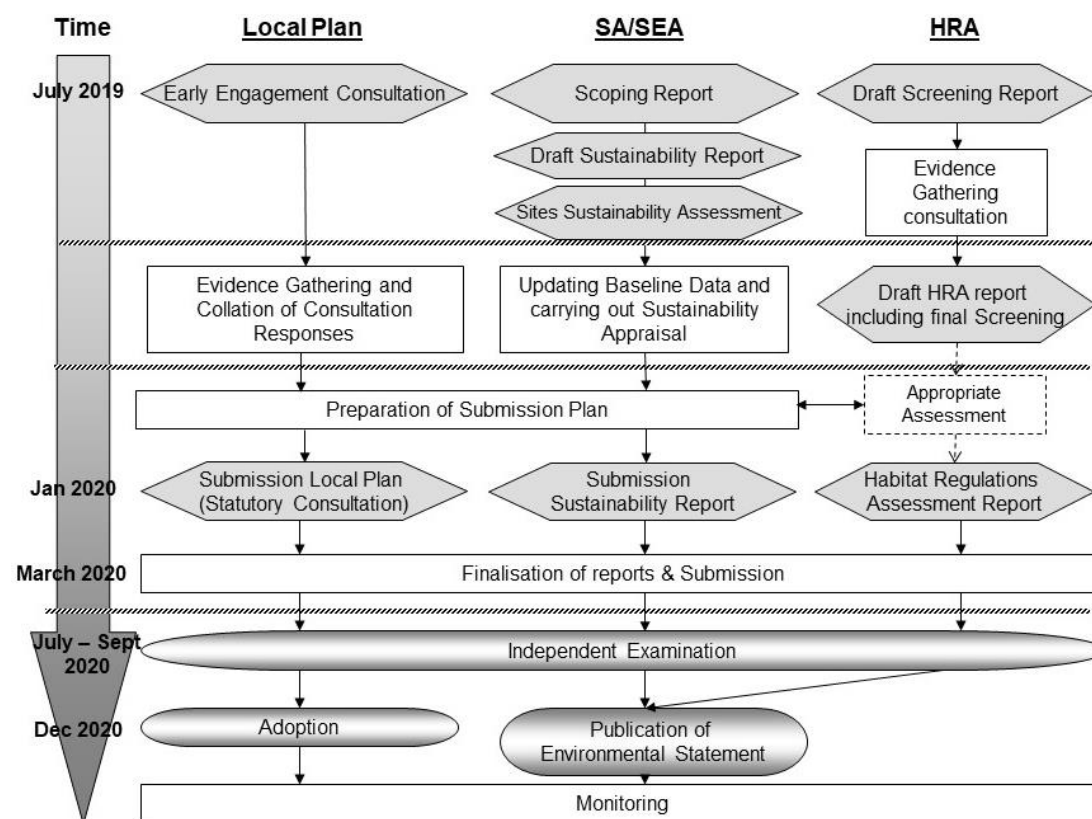 Time
Local Plan
SA/SEA
HRA
July 2019
Early Engagement Consultation
Scoping Report
Draft Screening Report
Draft Sustainability Report
Evidence
Gathering
consultation
Sites Sustainability Assessment
Evidence Gathering and
Collation of Consultation
Responses
Updating Baseline Data and
carrying out Sustainability
Appraisal
Draft HRA report
including final Screening
Preparation of Submission Plan
Appropriate
Assessment
Jan 2020
Submission Local Plan
(Statutory Consultation)
Submission
Sustainability Report
Habitat Regulations
Assessment Report
March 2020
Finalisation of reports & Submission
July – Sept
2020
Independent Examination
Dec 2020
Adoption
Publication of
Environmental Statement
Monitoring